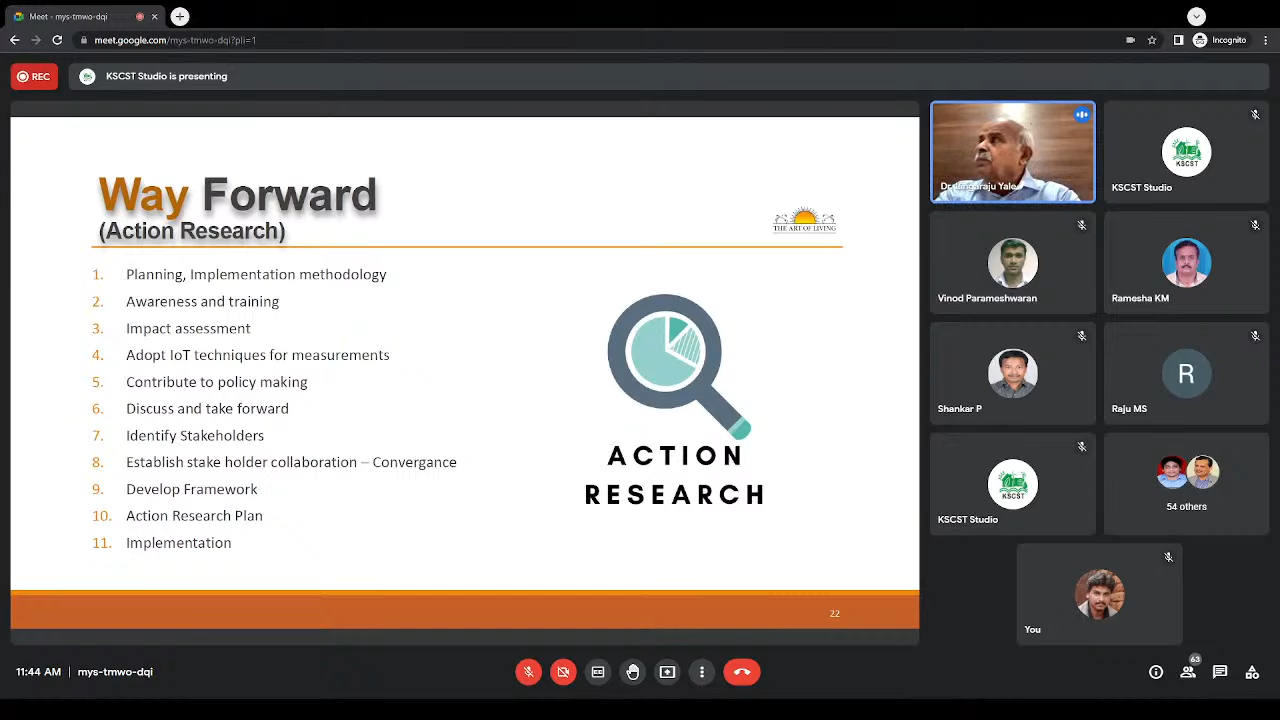 Meet - mys-tmwo-dqi
meet.google.com/mys-tmwo-dqi?pli=1
Incognito
REC
KSCST Studio is presenting
Way Forward
(Action Research)
THE ART OF LIVING
1. Planning, Implementation methodology
2. Awareness and training
3. Impact assessment
4. Adopt IoT techniques for measurements
5. Contribute to policy making
6. Discuss and take forward
7. Identify Stakeholders
8. Establish stake holder collaboration – Convergance
9. Develop Framework
10. Action Research Plan
11. Implementation
ACTION
RESEARCH
22
Dr. Lingaraju Yale
KSCST
KSCST Studio
Vinod Parameshwaran
Ramesha KM
Shankar P
R
Raju MS
KSCST
KSCST Studio
54 others
You
11:44 AM | mys-tmwo-dqi
63